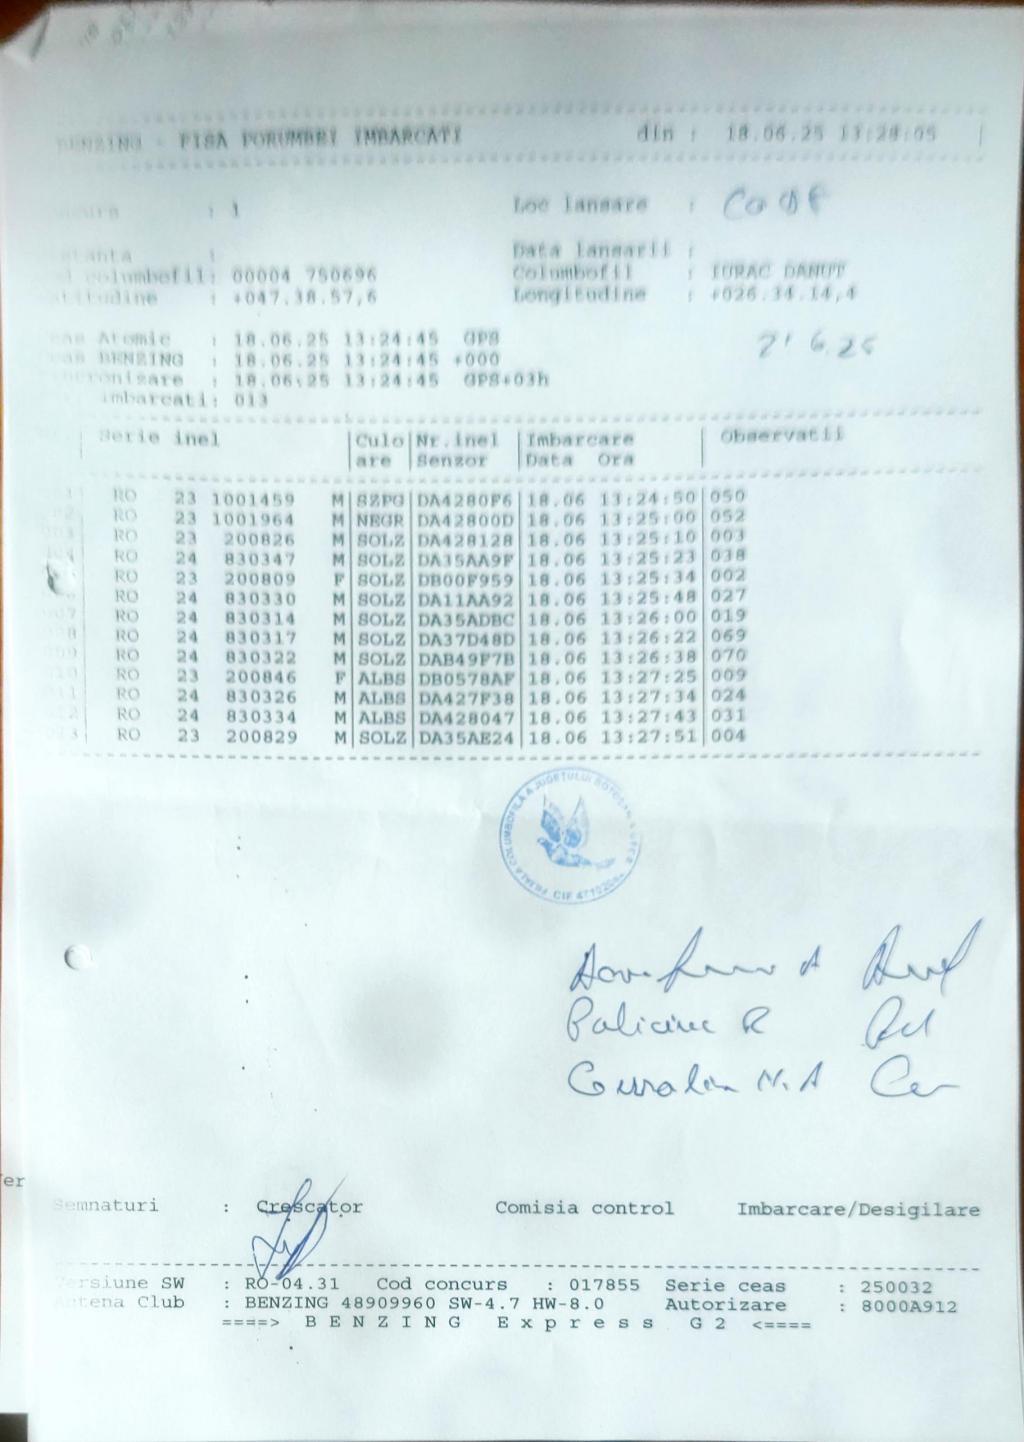 BENZING - FISA PORUMBEI IMBARCATI din : 18.06.25 13:28:05
: 1 Loc lansare :
: Data lansarii :
columbofil: 00004 750696 Columbofil : IURAC DANUT
: +047.38.57,6 Longitudine : +026.34.14,4
Atomic : 18.06.25 13:24:45 GPS
21 6.25
BENZING : 18.06.25 13:24:45 +000
: 18.06.25 13:24:45 GPS+03h
imbarcati: 013
Serie inel Culo Nr.inel Imbarcare Observatii
are Senzor Data Ora
RO 23 1001459 M SZPG DA4280F6 18.06 13:24:50 050
RO 23 1001964 M NEGR DA42800D 18.06 13:25:00 052
RO 23 200826 M SOLZ DA428128 18.06 13:25:10 003
RO 24 830347 M SOLZ DA35AA9F 18.06 13:25:23 038
RO 23 200809 F SOLZ DB00F959 18.06 13:25:34 002
RO 24 830330 M SOLZ DA11AA92 18.06 13:25:48 027
RO 24 830314 M SOLZ DA35ADBC 18.06 13:26:00 019
RO 24 830317 M SOLZ DA37D48D 18.06 13:26:22 069
RO 24 830322 M SOLZ DAB49F7B 18.06 13:26:38 070
RO 23 200846 F ALBS DB0578AF 18.06 13:27:25 009
RO 24 830326 M ALBS DA427F38 18.06 13:27:34 024
RO 24 830334 M ALBS DA428047 18.06 13:27:43 031
RO 23 200829 M SOLZ DA35AE24 18.06 13:27:51 004
Semnaturi : Crescator Comisia control Imbarcare/Desigilare
Versiune SW : RO-04.31 Cod concurs : 017855 Serie ceas : 250032
Antena Club : BENZING 48909960 SW-4.7 HW-8.0 Autorizare : 8000A912
====> B E N Z I N G E x p r e s s G 2 <====